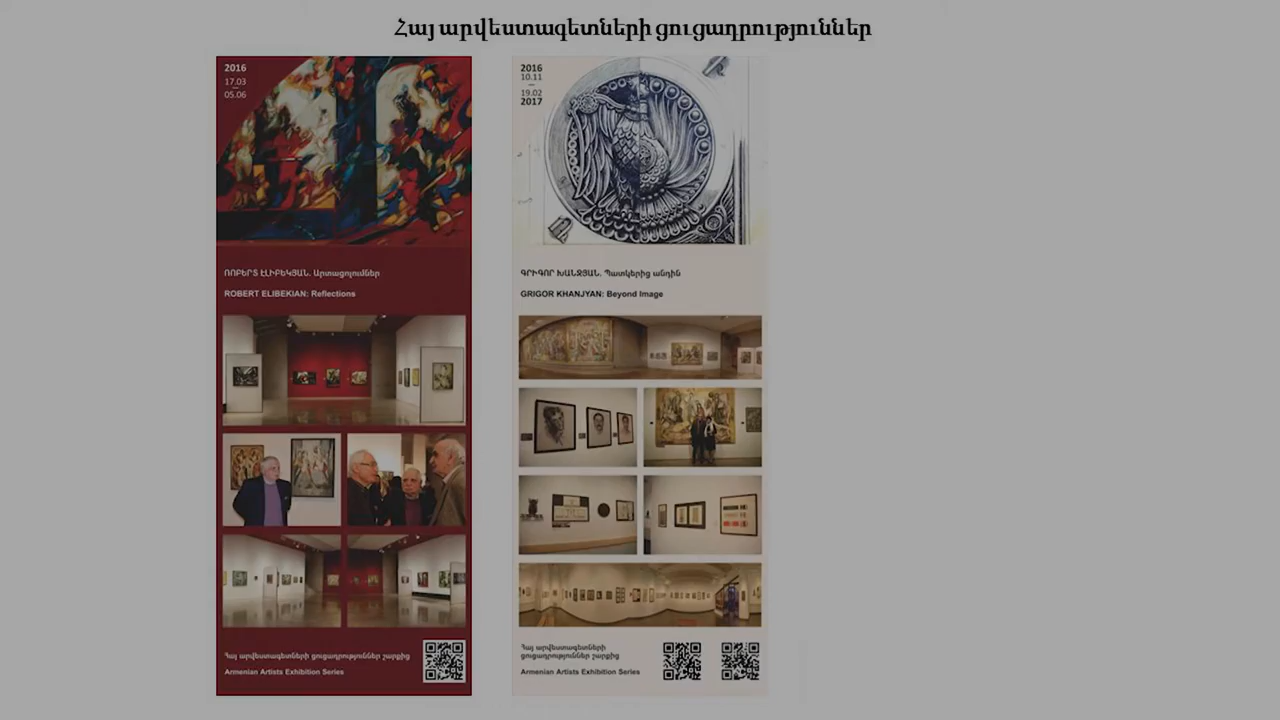 Հայ արվեստագետների ցուցադրություններ
2016
17.03
–
05.06
ՌՈԲԵՐՏ ԷԼԻԲԵԿՅԱՆ. Արտացոլումներ
ROBERT ELIBEKIAN: Reflections
Հայ արվեստագետների ցուցադրություններ շարքից
Armenian Artists Exhibition Series
2016
10.11
–
19.02
2017
ԳՐԻԳՈՐ ԽԱՆՋՅԱՆ. Պատկերից անդին
GRIGOR KHANJYAN: Beyond Image
Հայ արվեստագետների
ցուցադրություններ շարքից
Armenian Artists Exhibition Series